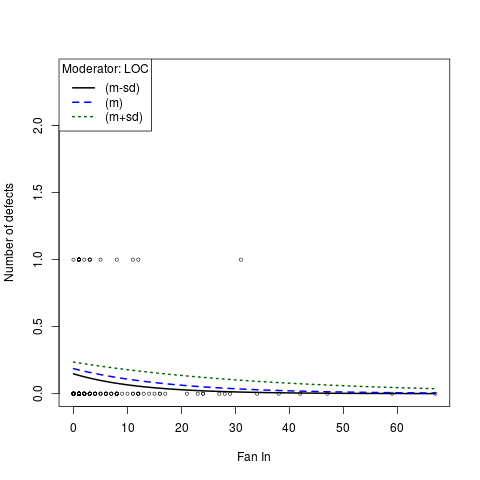 Moderator: LOC
(m-sd)
(m)
(m+sd)
Number of defects
2.0
1.5
1.0
0.5
0.0
0 10 20 30 40 50 60
Fan In